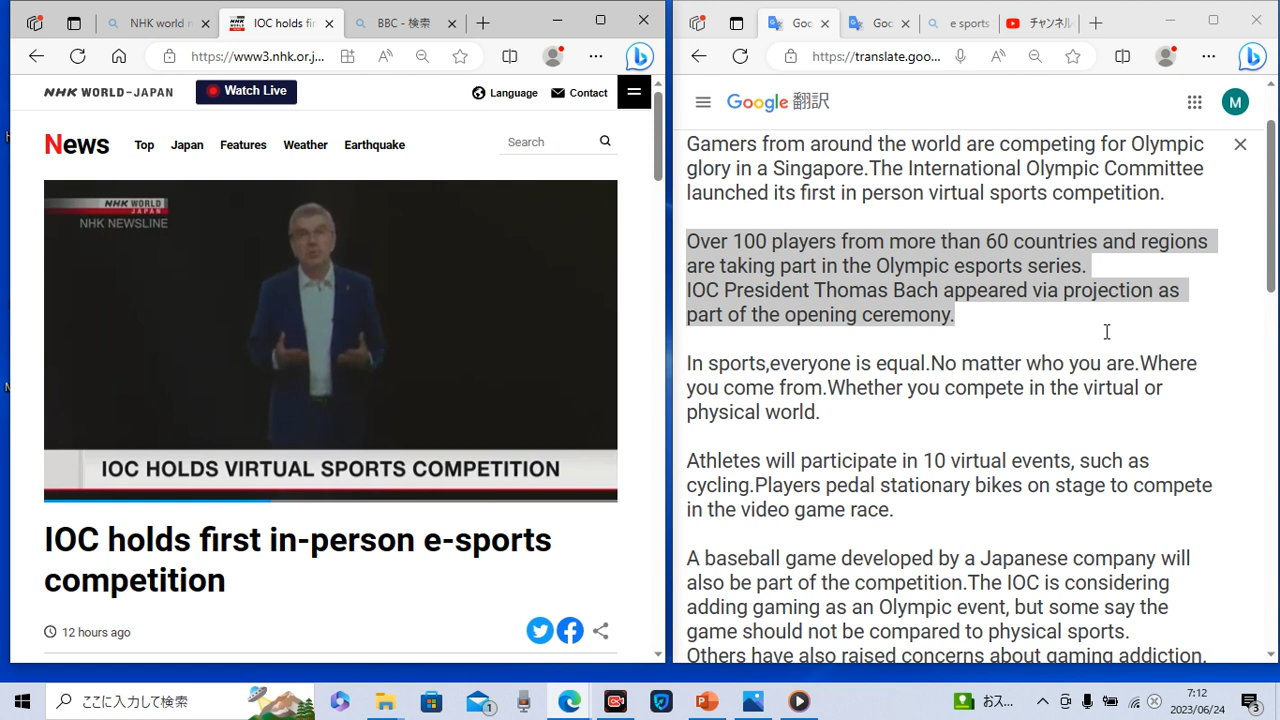 NHK world n
IOC holds fir
BBC - 検索
https://www3.nhk.or.j...
NHK WORLD-JAPAN
Watch Live
Language
Contact
News
Top
Japan
Features
Weather
Earthquake
Search
NHK WORLD
JAPAN
NHK NEWSLINE
IOC HOLDS VIRTUAL SPORTS COMPETITION
IOC holds first in-person e-sports
competition
12 hours ago
Goo
Goc
e sports
チャンネル
https://translate.goo...
Google 翻訳
M
Gamers from around the world are competing for Olympic
glory in a Singapore.The International Olympic Committee
launched its first in person virtual sports competition.
Over 100 players from more than 60 countries and regions
are taking part in the Olympic esports series.
IOC President Thomas Bach appeared via projection as
part of the opening ceremony.
In sports,everyone is equal.No matter who you are.Where
you come from.Whether you compete in the virtual or
physical world.
Athletes will participate in 10 virtual events, such as
cycling.Players pedal stationary bikes on stage to compete
in the video game race.
A baseball game developed by a Japanese company will
also be part of the competition.The IOC is considering
adding gaming as an Olympic event, but some say the
game should not be compared to physical sports.
Others have also raised concerns about gaming addiction.
ここに入力して検索
1
おス...
7:12
2023/06/24
3